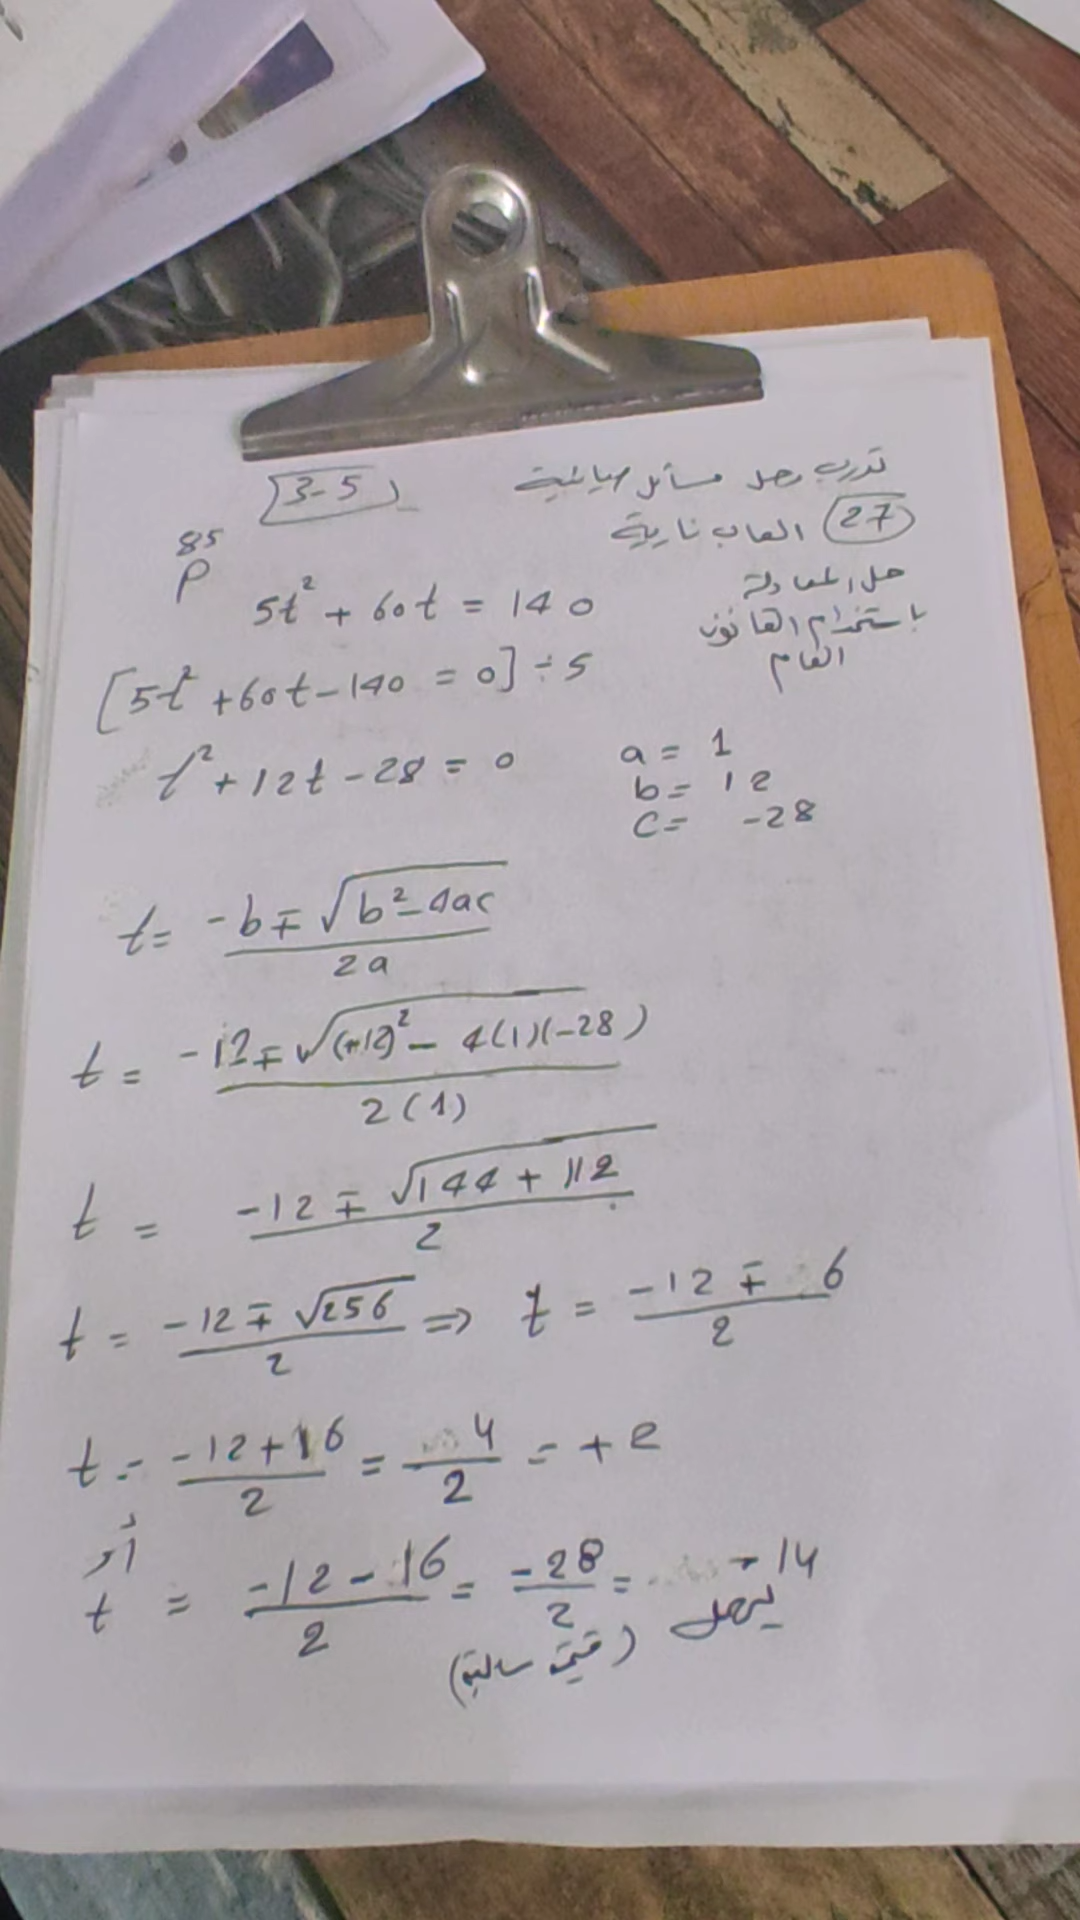 [3-5]
تدرب وحل مسائل حياتية
(27) العاب نارية
85
P
حل المعادلة
باستخدام القانون
العام
5t² + 60t = 140
[5t² + 60t - 140 = 0] ÷ 5
t² + 12t - 28 = 0
a = 1
b = 12
c = -28
t = (-b ∓ √(b² - 4ac)) / 2a
t = (-12 ∓ √((+12)² - 4(1)(-28))) / 2(1)
t = (-12 ∓ √(144 + 112)) / 2
t = (-12 ∓ √256) / 2 ⇒ t = (-12 ∓ 6) / 2
t = (-12 + 16) / 2 = 4 / 2 = + 2
أو
t = (-12 - 16) / 2 = -28 / 2 = -14
يهمل (قيمة سالبة)